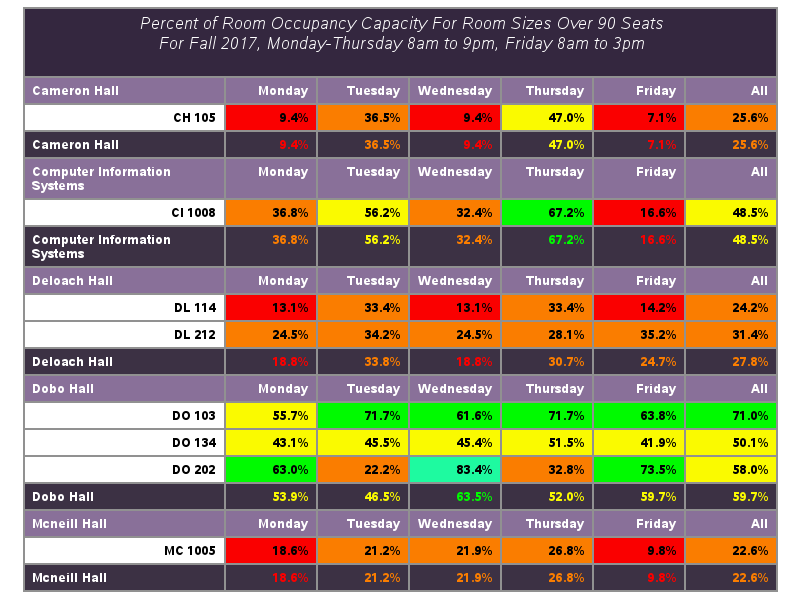 Percent of Room Occupancy Capacity For Room Sizes Over 90 Seats
For Fall 2017, Monday-Thursday 8am to 9pm, Friday 8am to 3pm
Cameron Hall Monday Tuesday Wednesday Thursday Friday All
CH 105 9.4% 36.5% 9.4% 47.0% 7.1% 25.6%
Cameron Hall 9.4% 36.5% 9.4% 47.0% 7.1% 25.6%
Computer Information Monday Tuesday Wednesday Thursday Friday All
Systems
CI 1008 36.8% 56.2% 32.4% 67.2% 16.6% 48.5%
Computer Information 36.8% 56.2% 32.4% 67.2% 16.6% 48.5%
Systems
Deloach Hall Monday Tuesday Wednesday Thursday Friday All
DL 114 13.1% 33.4% 13.1% 33.4% 14.2% 24.2%
DL 212 24.5% 34.2% 24.5% 28.1% 35.2% 31.4%
Deloach Hall 18.8% 33.8% 18.8% 30.7% 24.7% 27.8%
Dobo Hall Monday Tuesday Wednesday Thursday Friday All
DO 103 55.7% 71.7% 61.6% 71.7% 63.8% 71.0%
DO 134 43.1% 45.5% 45.4% 51.5% 41.9% 50.1%
DO 202 63.0% 22.2% 83.4% 32.8% 73.5% 58.0%
Dobo Hall 53.9% 46.5% 63.5% 52.0% 59.7% 59.7%
Mcneill Hall Monday Tuesday Wednesday Thursday Friday All
MC 1005 18.6% 21.2% 21.9% 26.8% 9.8% 22.6%
Mcneill Hall 18.6% 21.2% 21.9% 26.8% 9.8% 22.6%